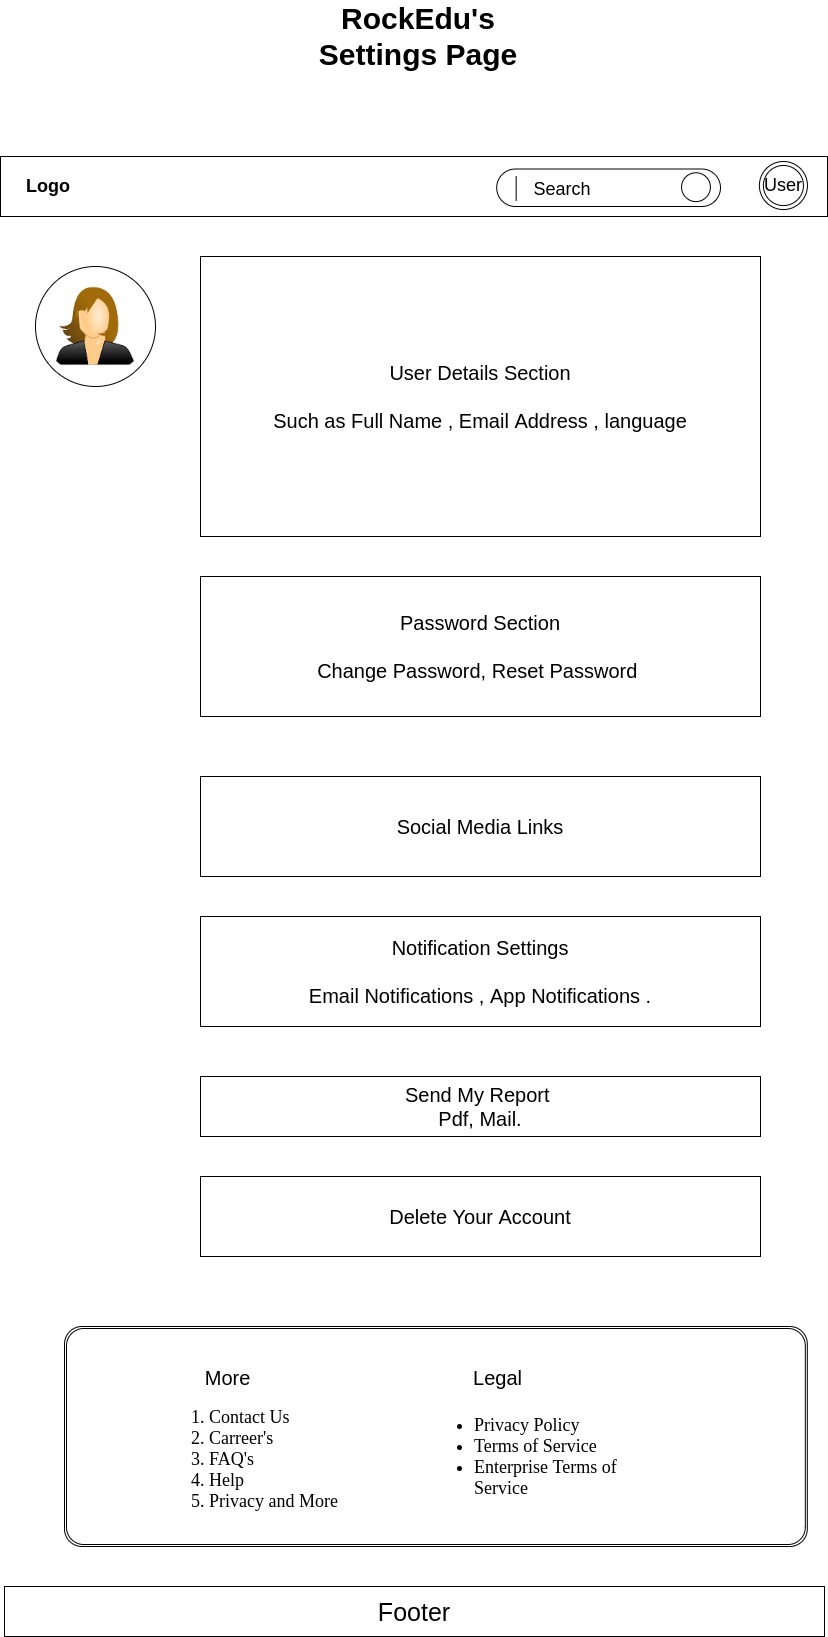 RockEdu's
Settings Page
Logo
Search
User
User Details Section
Such as Full Name , Email Address , language
Password Section
Change Password, Reset Password
Social Media Links
Notification Settings
Email Notifications , App Notifications .
Send My Report
Pdf, Mail.
Delete Your Account
More
1. Contact Us
2. Carreer's
3. FAQ's
4. Help
5. Privacy and More
Legal
• Privacy Policy
• Terms of Service
• Enterprise Terms of
Service
Footer